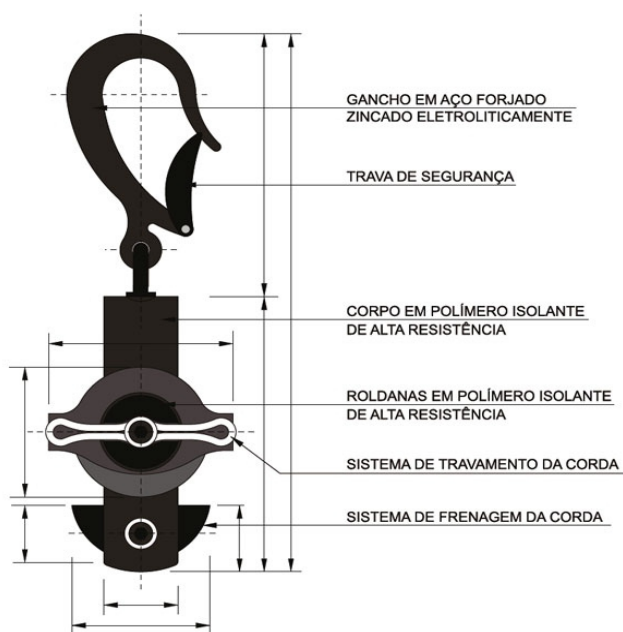 GANCHO EM AÇO FORJADO
ZINCADO ELETROLITICAMENTE
TRAVA DE SEGURANÇA
CORPO EM POLÍMERO ISOLANTE
DE ALTA RESISTÊNCIA
ROLDANAS EM POLÍMERO ISOLANTE
DE ALTA RESISTÊNCIA
SISTEMA DE TRAVAMENTO DA CORDA
SISTEMA DE FRENAGEM DA CORDA